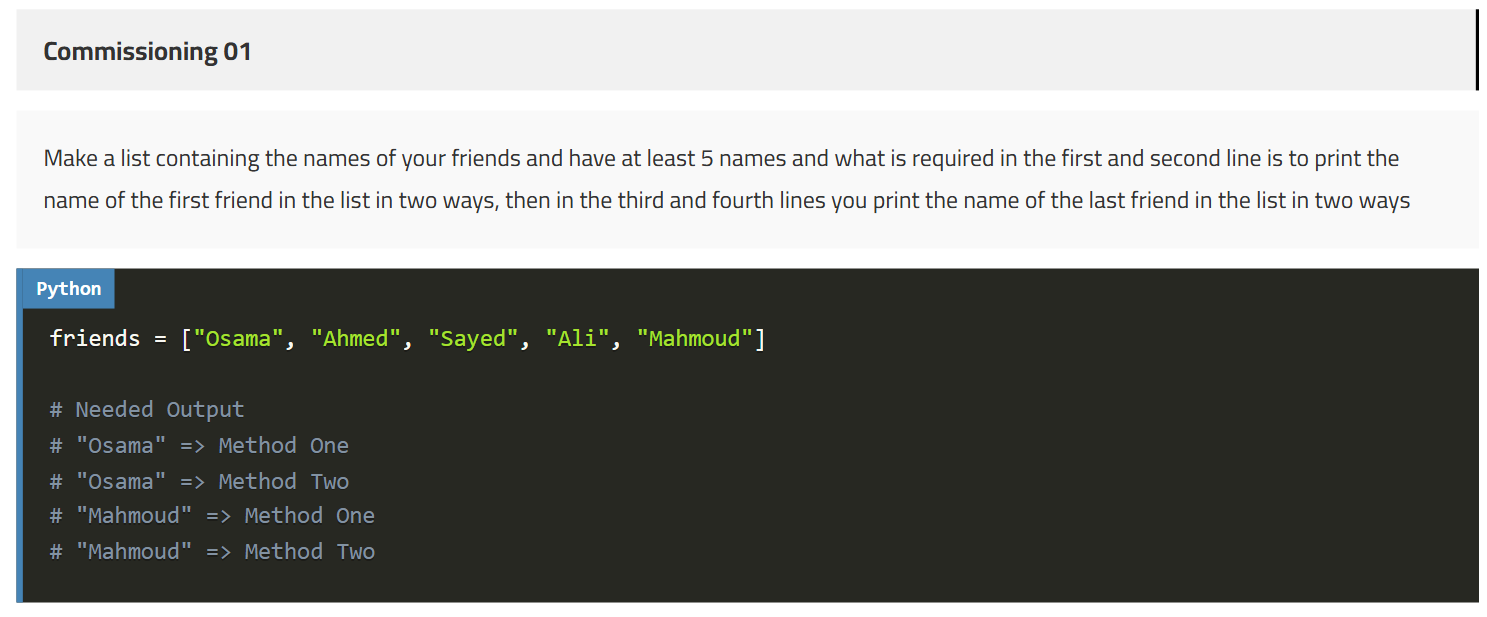 Commissioning 01
Make a list containing the names of your friends and have at least 5 names and what is required in the first and second line is to print the
name of the first friend in the list in two ways, then in the third and fourth lines you print the name of the last friend in the list in two ways
Python
friends = ["Osama", "Ahmed", "Sayed", "Ali", "Mahmoud"]
# Needed Output
# "Osama" => Method One
# "Osama" => Method Two
# "Mahmoud" => Method One
# "Mahmoud" => Method Two